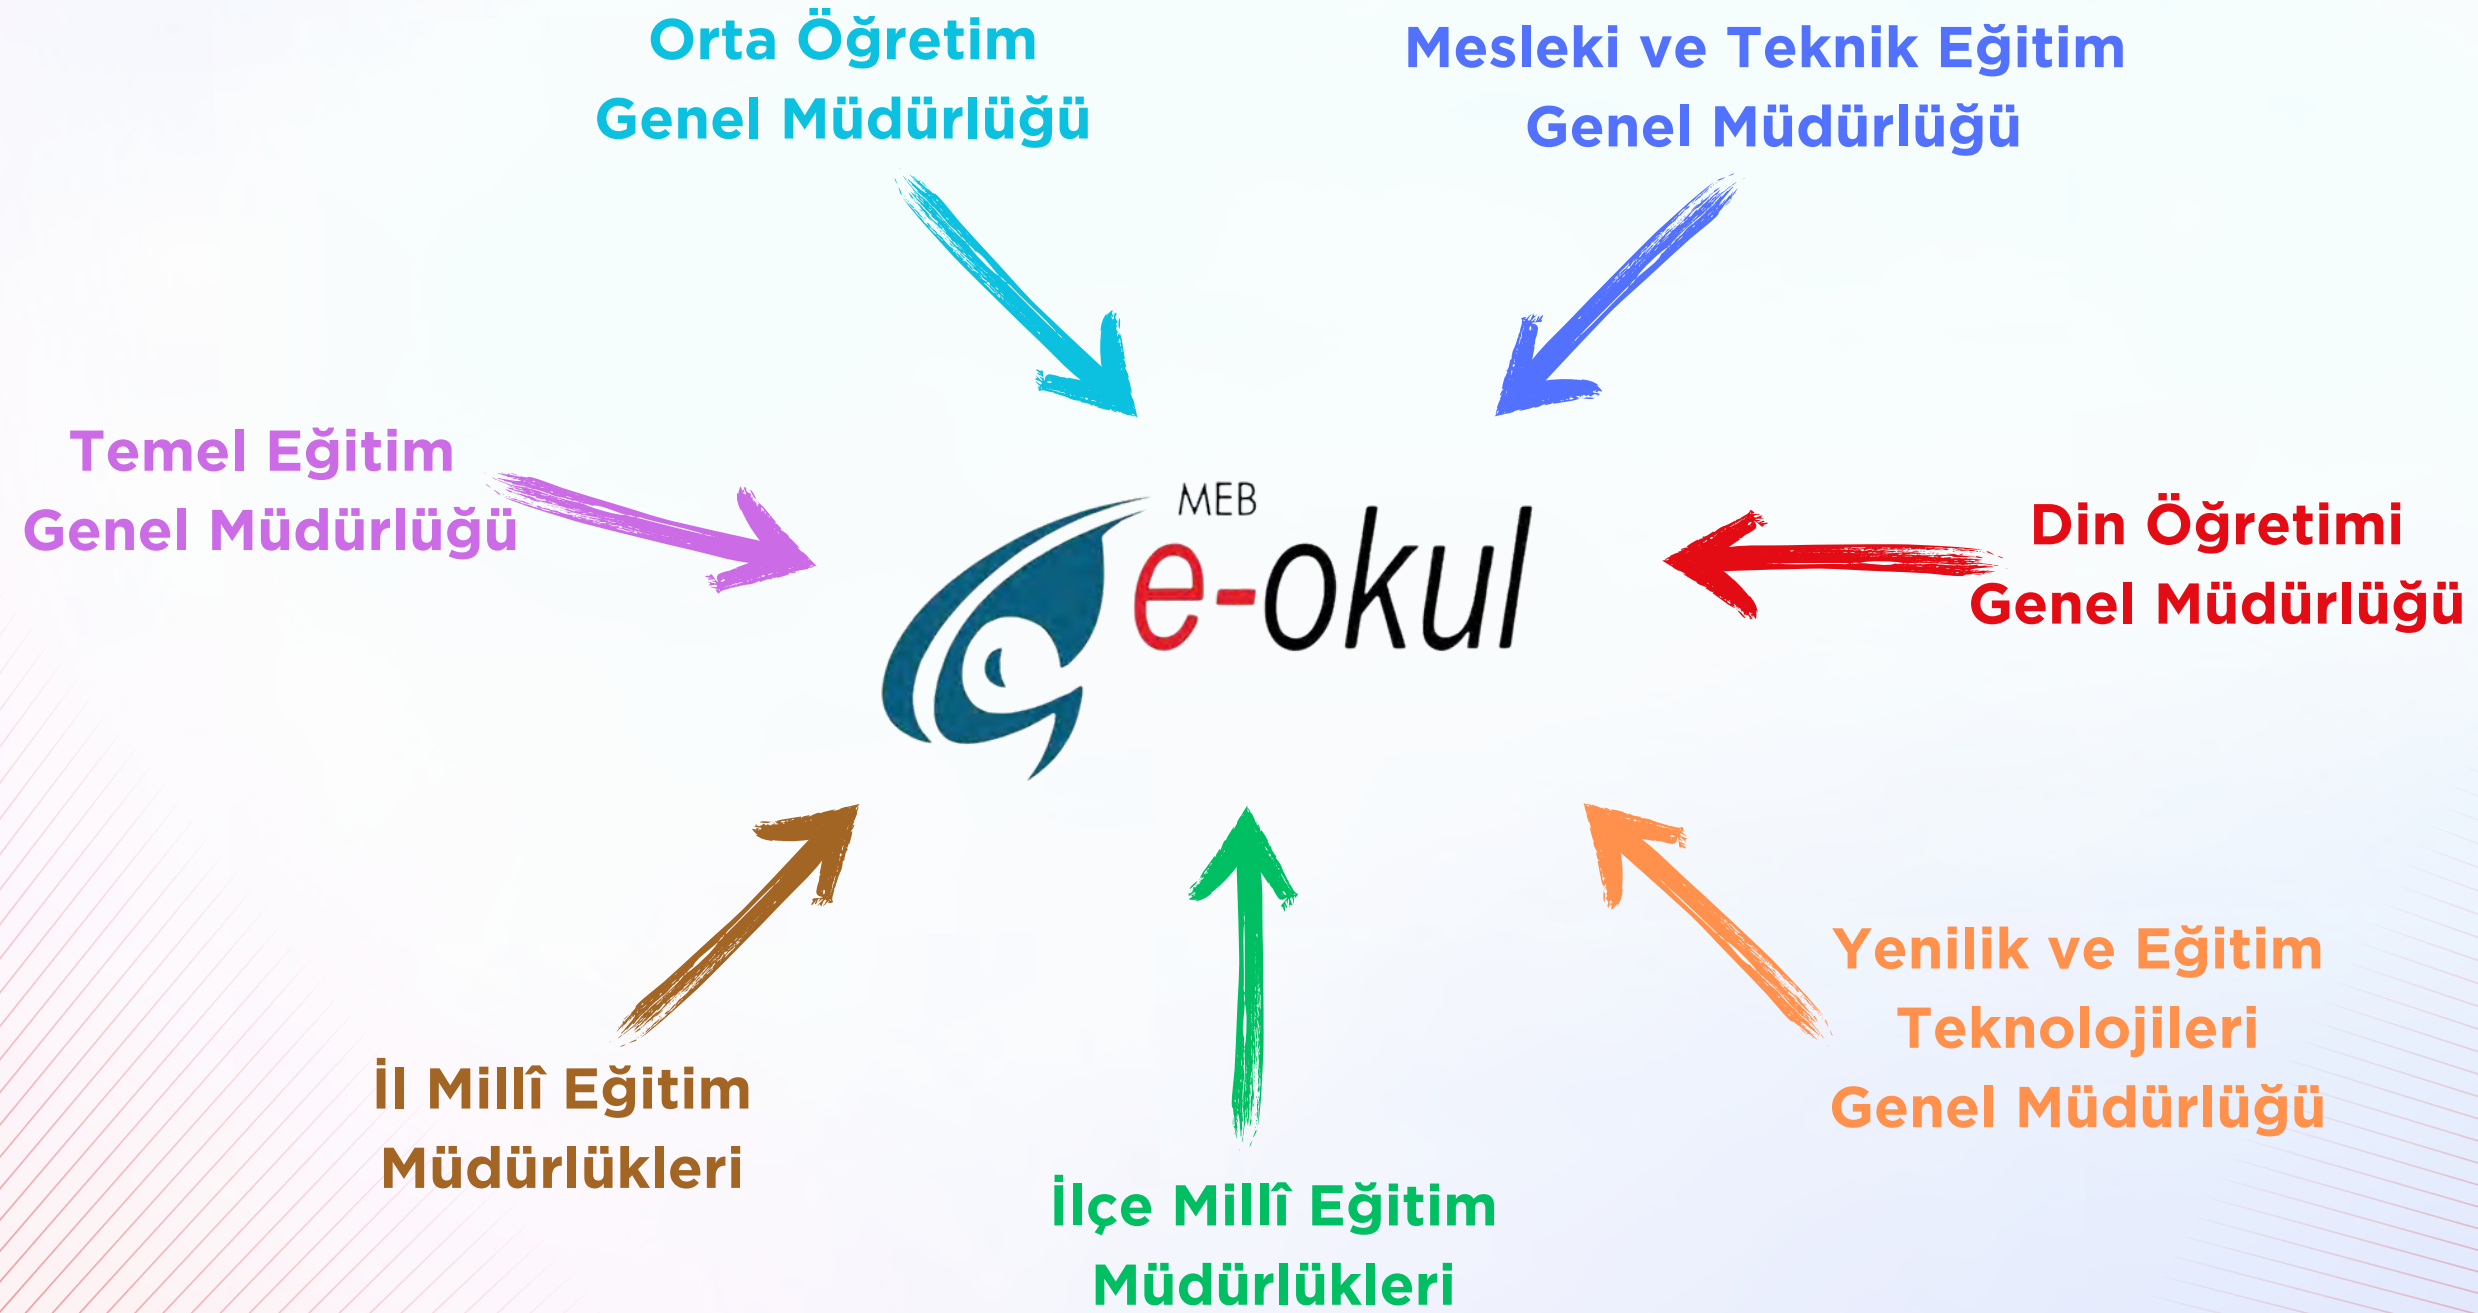 Orta Öğretim
Genel Müdürlüğü
Mesleki ve Teknik Eğitim
Genel Müdürlüğü
Temel Eğitim
Genel Müdürlüğü
MEB
e-okul
Din Öğretimi
Genel Müdürlüğü
Yenilik ve Eğitim
Teknolojileri
Genel Müdürlüğü
İl Millî Eğitim
Müdürlükleri
İlçe Millî Eğitim
Müdürlükleri